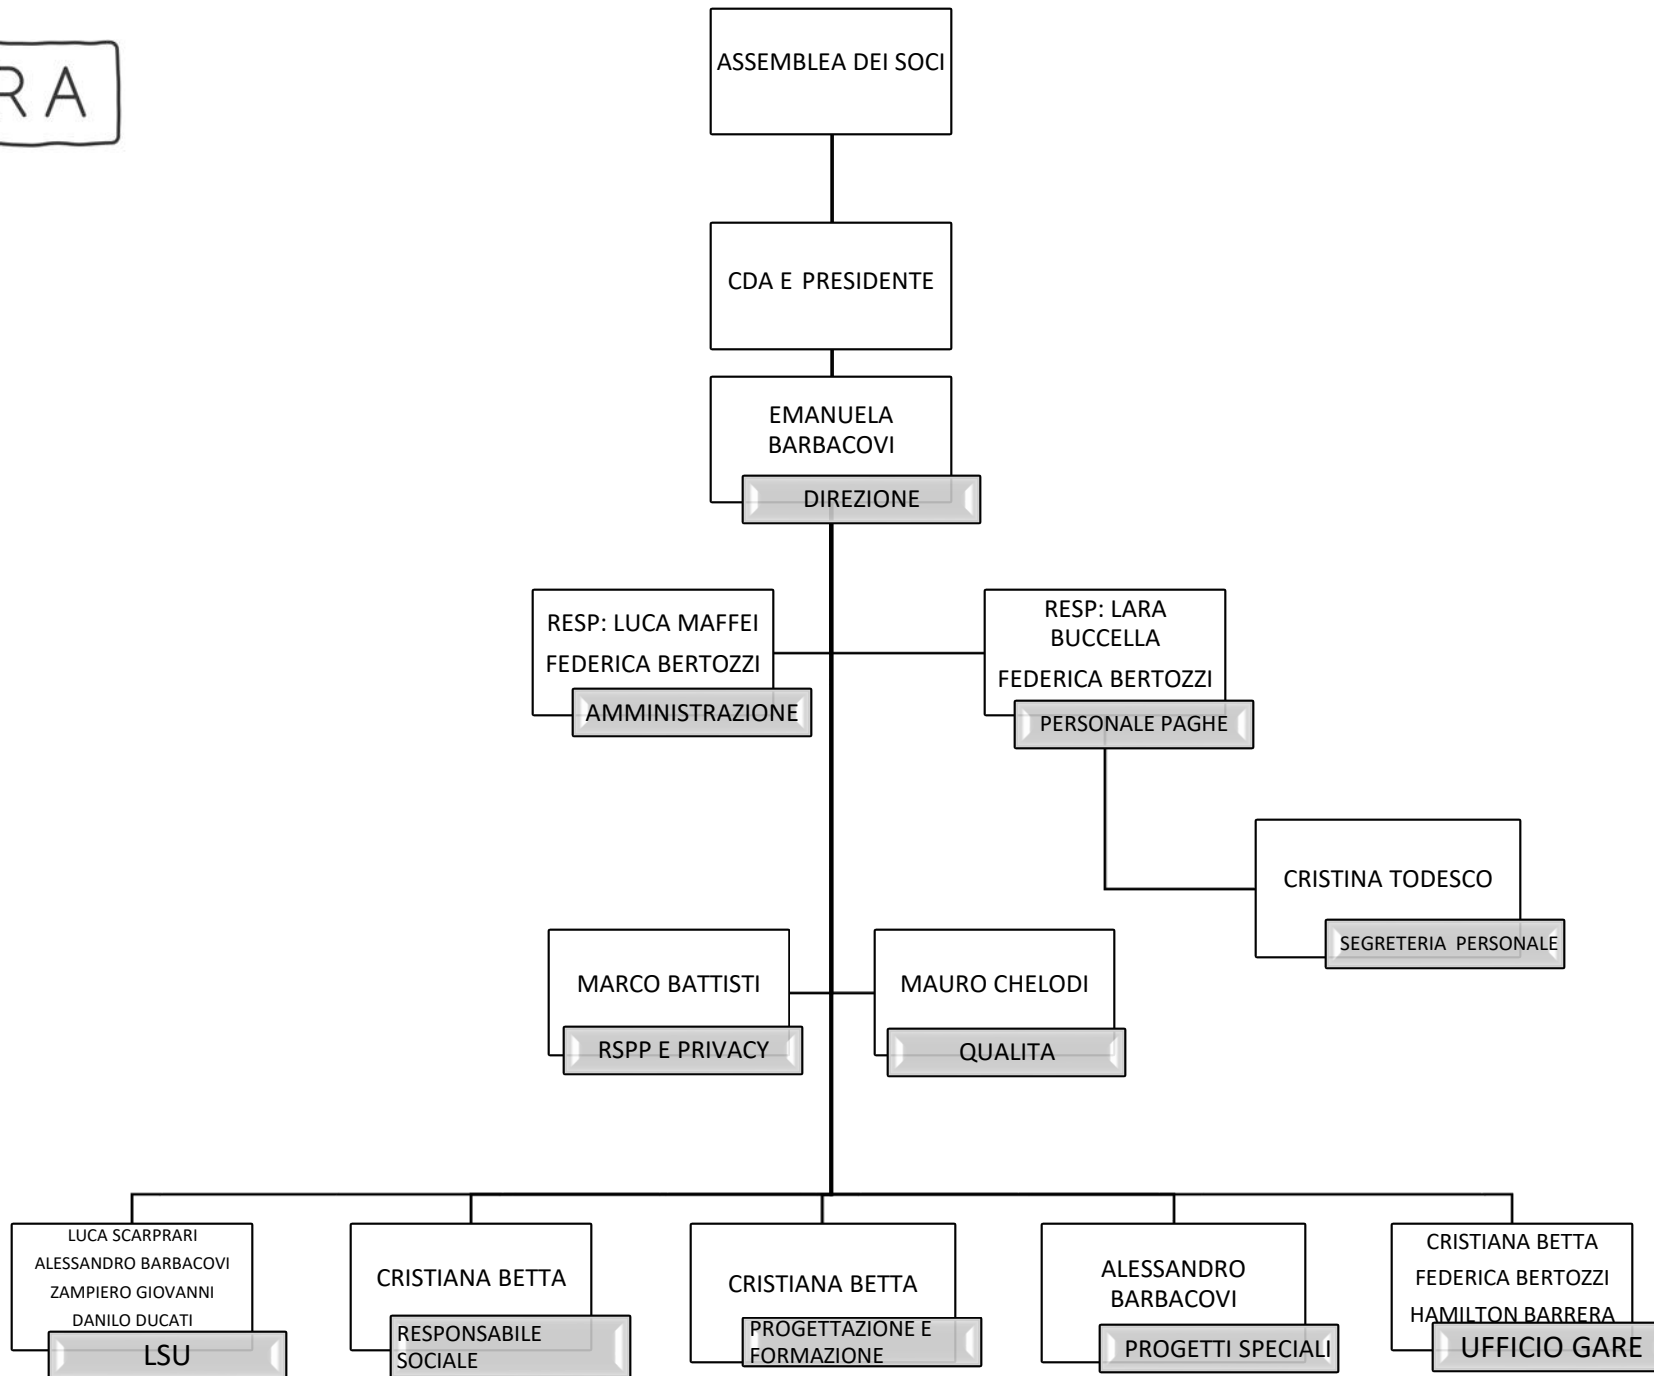 RA
ASSEMBLEA DEI SOCI
CDA E PRESIDENTE
EMANUELA
BARBACOVI
DIREZIONE
RESP: LUCA MAFFEI
FEDERICA BERTOZZI
AMMINISTRAZIONE
RESP: LARA
BUCCELLA
FEDERICA BERTOZZI
PERSONALE PAGHE
CRISTINA TODESCO
SEGRETERIA PERSONALE
MARCO BATTISTI
RSPP E PRIVACY
MAURO CHELODI
QUALITA
LUCA SCARPRARI
ALESSANDRO BARBACOVI
ZAMPIERO GIOVANNI
DANILO DUCATI
LSU
CRISTIANA BETTA
RESPONSABILE
SOCIALE
CRISTIANA BETTA
PROGETTAZIONE E
FORMAZIONE
ALESSANDRO
BARBACOVI
PROGETTI SPECIALI
CRISTIANA BETTA
FEDERICA BERTOZZI
HAMILTON BARRERA
UFFICIO GARE